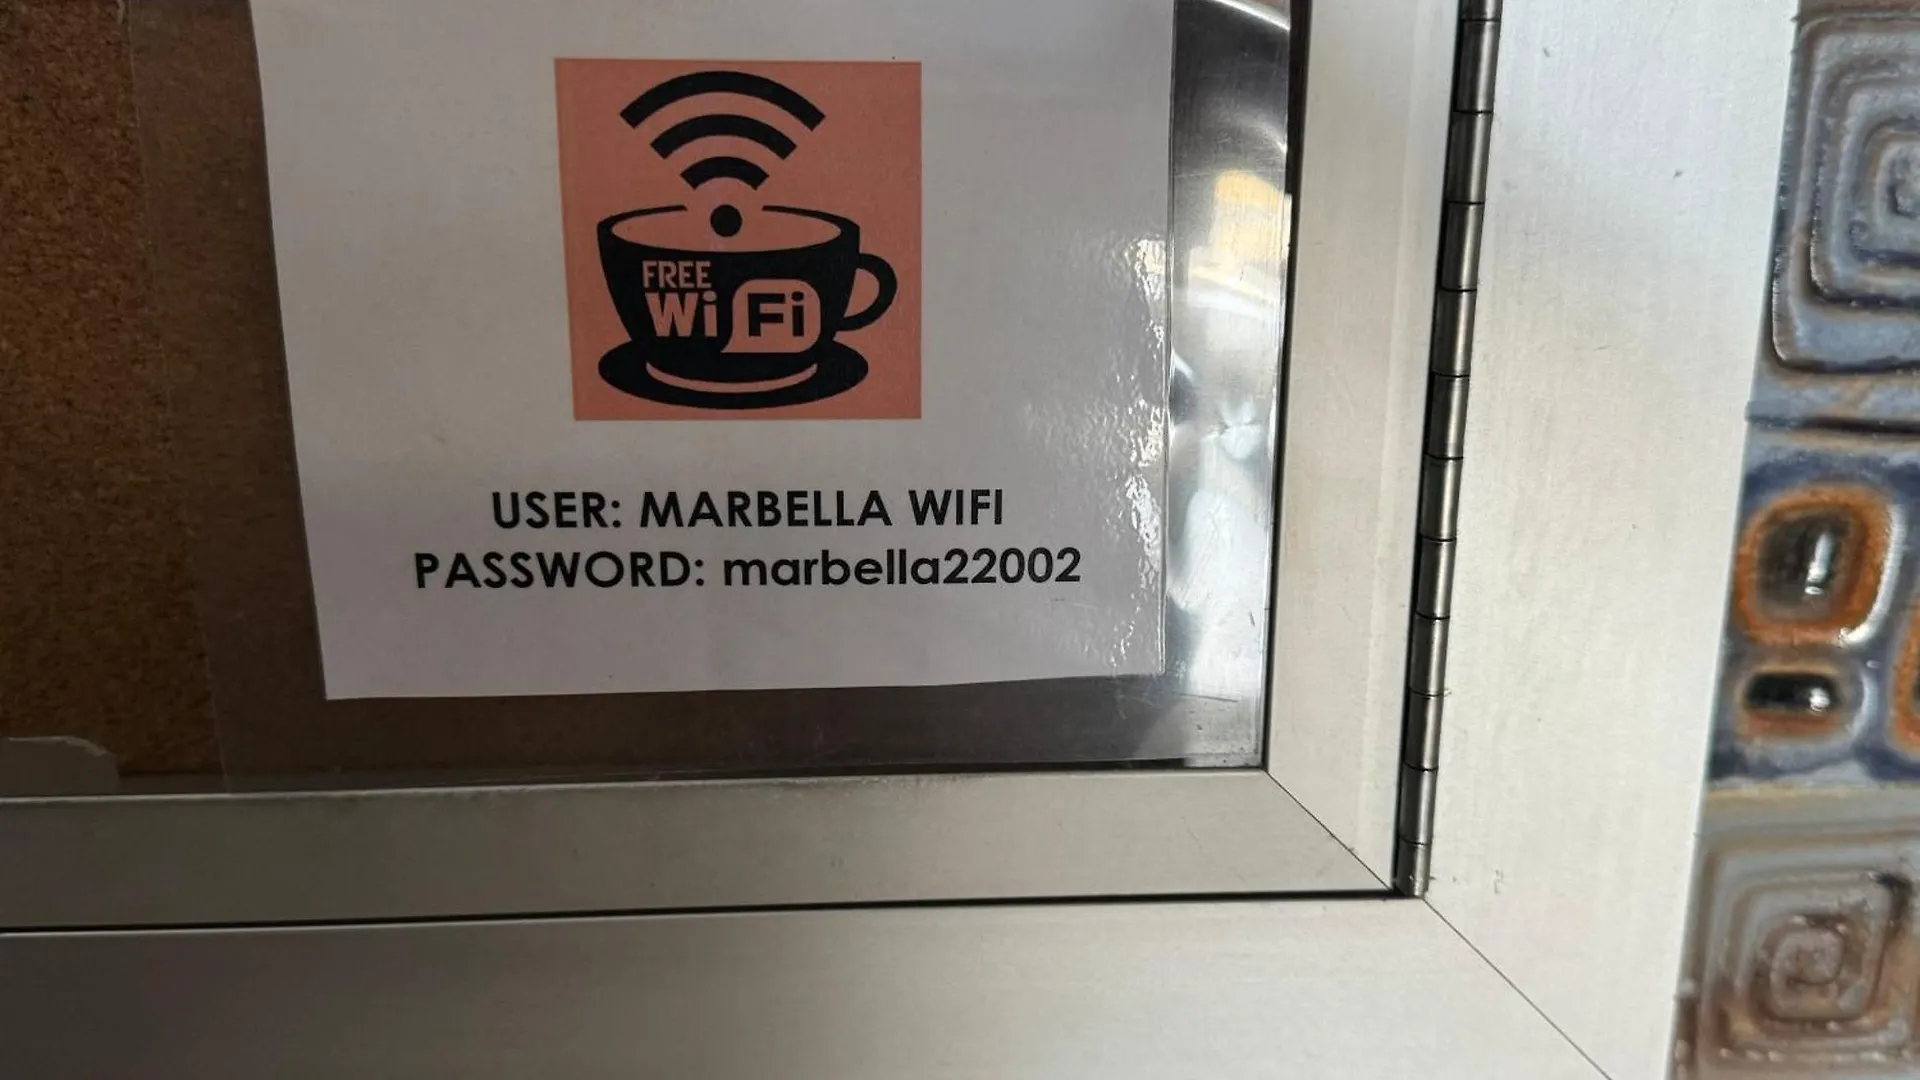 FREE
Wi Fi
USER: MARBELLA WIFI
PASSWORD: marbella22002